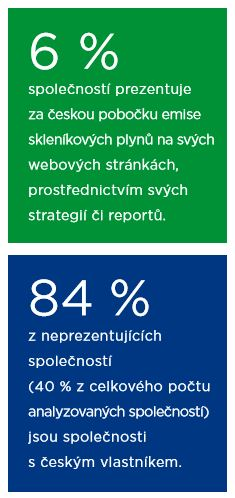 6 %
společností prezentuje
za českou pobočku emise
skleníkových plynů na svých
webových stránkách,
prostřednictvím svých
strategií či reportů.
84 %
z neprezentujících
společností
(40 % z celkového počtu
analyzovaných společností)
jsou společnosti
s českým vlastníkem.